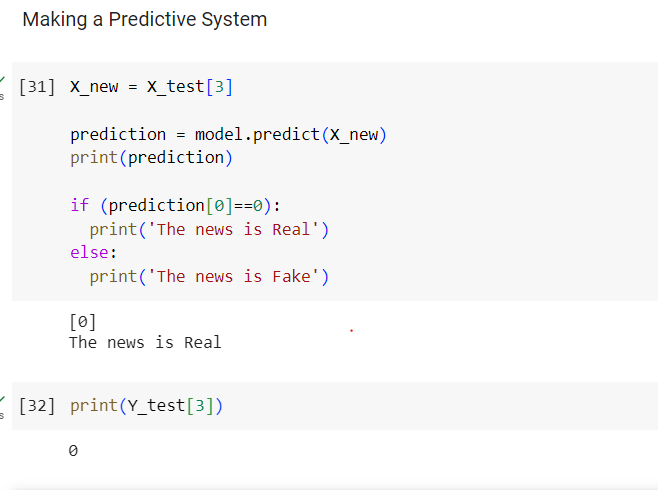 Making a Predictive System
s
[31] X_new = X_test[3]
prediction = model.predict(X_new)
print(prediction)
if (prediction[0]==0):
print('The news is Real')
else:
print('The news is Fake')
[0]
The news is Real
s
[32] print(Y_test[3])
0